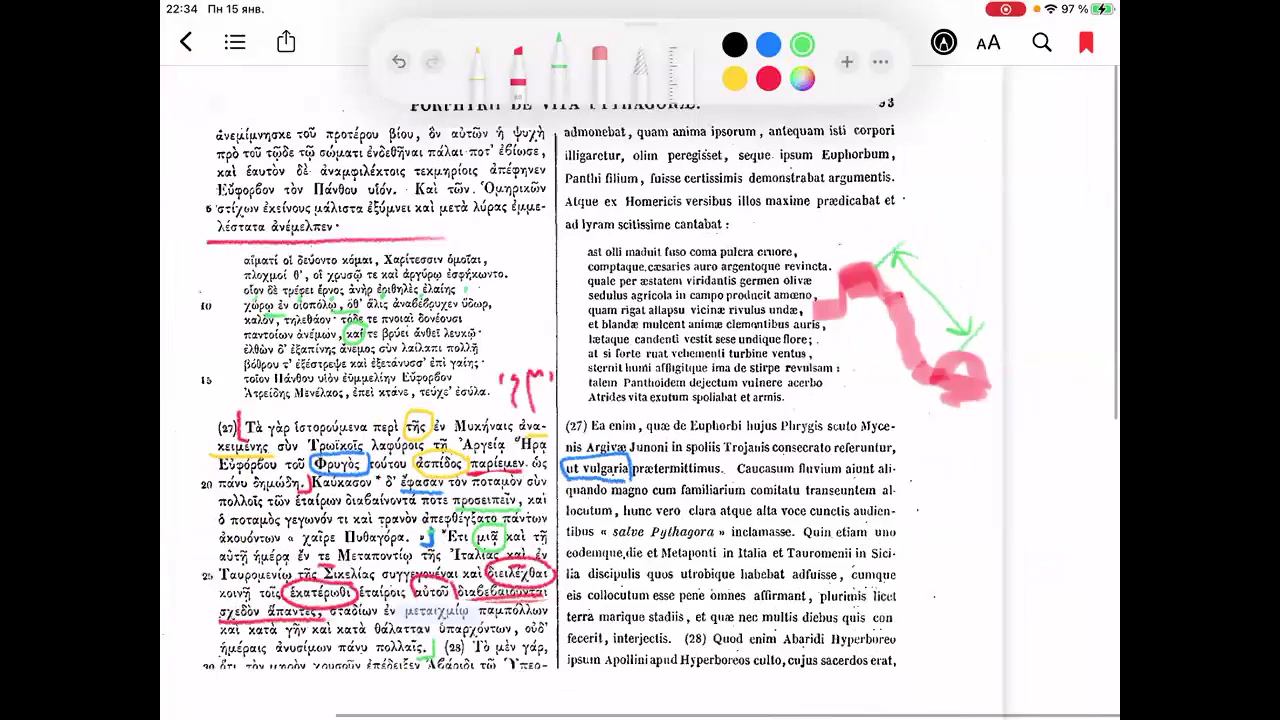 22:34 Пн 15 янв.
97 %
AA
PORPHYRII DE VITA PYTHAGORÆ.
93
ἀνεμίμνησκε τοῦ προτέρου βίου, ὃν αὐτῶν ἡ ψυχὴ
πρὸ τοῦ τῷδε τῷ σώματι ἐνδεθῆναι πάλαι ποτ' ἐβίωσε,
καὶ ἑαυτὸν δὲ ἀναμφιλέκτοις τεκμηρίοις ἀπέφηνεν
Εὔφορβον τὸν Πάνθου υἱόν. Καὶ τῶν Ὁμηρικῶν
5 στίχων ἐκείνους μάλιστα ἐξύμνει καὶ μετὰ λύρας ἐμμε-
λέστατα ἀνέμελπεν·
αἵματί οἱ δεύοντο κόμαι, Χαρίτεσσιν ὁμοῖαι,
πλοχμοί θ', οἳ χρυσῷ τε καὶ ἀργύρῳ ἐσφήκωντο.
οἷον δὲ τρέφει ἔρνος ἀνὴρ ἐριθηλὲς ἐλαίης
10 χώρῳ ἐν οἰοπόλῳ, ὅθ' ἅλις ἀναβέβρυχεν ὕδωρ,
καλὸν, τηλεθάον· τόδε τε πνοιαὶ δονέουσι
παντοίων ἀνέμων, καί τε βρύει ἄνθεϊ λευκῷ·
ἐλθὼν δ' ἐξαπίνης ἄνεμος σὺν λαίλαπι πολλῇ
βόθρου τ' ἐξέστρεψε καὶ ἐξετάνυσσ' ἐπὶ γαίης·
15 τοῖον Πάνθου υἱὸν ἐϋμμελίην Εὔφορβον
Ἀτρείδης Μενέλαος, ἐπεὶ κτάνε, τεύχε' ἐσύλα.
(27) Τὰ γὰρ ἱστορούμενα περὶ τῆς ἐν Μυκήναις ἀνα-
κειμένης σὺν Τρωϊκοῖς λαφύροις τῇ Ἀργείᾳ Ἥρᾳ
Εὐφόρβου τοῦ Φρυγὸς τούτου ἀσπίδος παρίεμεν ὡς
20 πάνυ δημώδη. Καύκασον δ' ἔφασαν τὸν ποταμὸν σὺν
πολλοῖς τῶν ἑταίρων διαβαίνοντά ποτε προσειπεῖν, καὶ
ὁ ποταμὸς γεγωνόν τι καὶ τρανὸν ἀπεφθέγξατο πάντων
ἀκουόντων « χαῖρε Πυθαγόρα. » Ἔτι μιᾷ καὶ τῇ
αὐτῇ ἡμέρᾳ ἔν τε Μεταποντίῳ τῆς Ἰταλίας καὶ ἐν
25 Ταυρομενίῳ τῆς Σικελίας συγγεγονέναι καὶ διειλέχθαι
κοινῇ τοῖς ἑκατέρωθι ἑταίροις αὐτοῦ διαβεβαιοῦνται
σχεδὸν ἅπαντες, σταδίων ἐν μεταιχμίῳ παμπόλλων
καὶ κατὰ γῆν καὶ κατὰ θάλατταν ὑπαρχόντων, οὐδ'
ἡμέραις ἀνυσίμων πάνυ πολλαῖς. (28) Τὸ μὲν γάρ,
30 ὅτι τὸν μηρὸν χρυσοῦν ἐπέδειξεν Ἀβάριδι τῷ Ὑπερ-
admonebat, quam anima ipsorum, antequam isti corpori
illigaretur, olim peregisset, seque ipsum Euphorbum,
Panthi filium, fuisse certissimis demonstrabat argumentis.
Atque ex Homericis versibus illos maxime prædicabat et
ad lyram scitissime cantabat :
ast olli maduit fuso coma pulcra cruore,
comptaque cæsaries auro argentoque revincta.
quale per æstatem viridantis germen olivæ
sedulus agricola in campo producit amœno,
quam rigat allapsu vicinæ rivulus undæ,
et blandæ mulcent animæ clementibus auris,
lætaque candenti vestit sese undique flore;
at si forte ruat vehementi turbine ventus,
sternit humi affligitque ima de stirpe revulsam :
talem Panthoidem dejectum vulnere acerbo
Atrides vita exutum spoliabat et armis.
(27) Ea enim, quæ de Euphorbi hujus Phrygis scuto Myce-
nis Argivæ Junoni in spoliis Trojanis consecrato referuntur,
ut vulgaria prætermittimus. Caucasum fluvium aiunt ali-
quando magno cum familiarium comitatu transeuntem al-
locutum, hunc vero clara atque alta voce cunctis audien-
tibus « salve Pythagora » inclamasse. Quin etiam uno
eodemque die et Metaponti in Italia et Tauromenii in Sici-
lia discipulis quos utrobique habebat adfuisse, cumque
eis collocutum esse pene omnes affirmant, plurimis licet
terra marique stadiis, et quæ nec multis diebus quis con
fecerit, interjectis. (28) Quod enim Abaridi Hyperboreo
ipsum Apollini apud Hyperboreos culto, cujus sacerdos erat,